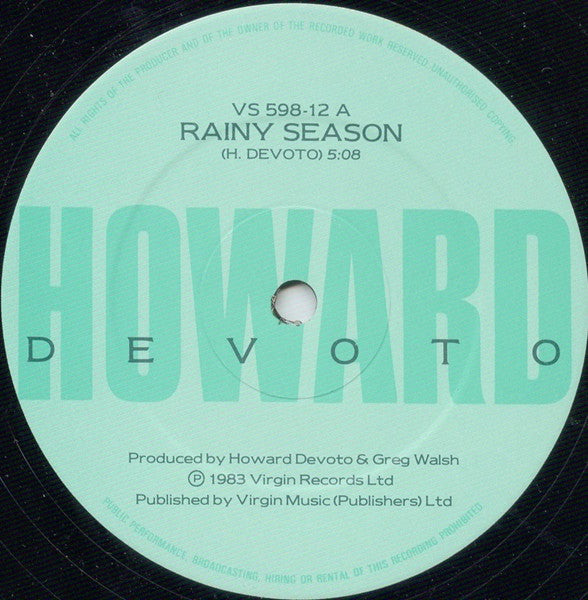 ALL RIGHTS OF THE PRODUCER AND OF THE OWNER OF THE RECORDED WORK RESERVED. UNAUTHORISED COPYING,
VS 598-12 A
RAINY SEASON
(H. DEVOTO) 5:08
HOWARD
DEVOTO
Produced by Howard Devoto & Greg Walsh
Ⓟ 1983 Virgin Records Ltd
Published by Virgin Music (Publishers) Ltd
PUBLIC PERFORMANCE, BROADCASTING, HIRING OR RENTAL OF THIS RECORDING PROHIBITED